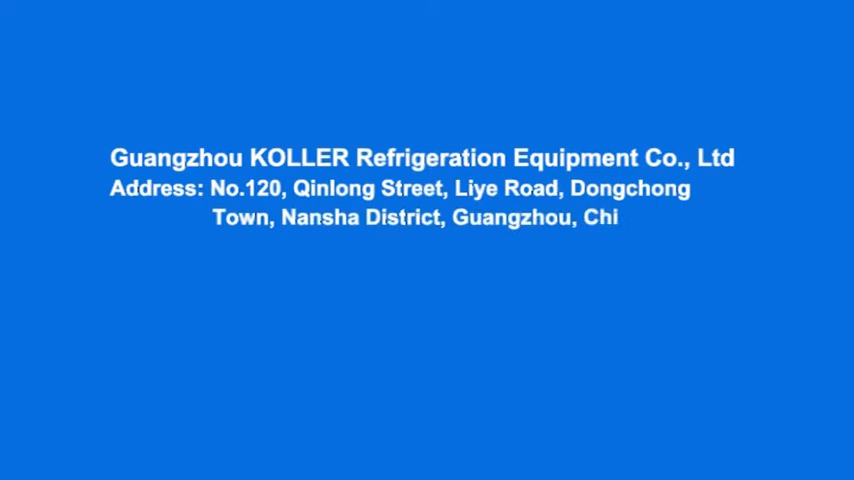 Guangzhou KOLLER Refrigeration Equipment Co., Ltd
Address: No.120, Qinlong Street, Liye Road, Dongchong
Town, Nansha District, Guangzhou, Chi